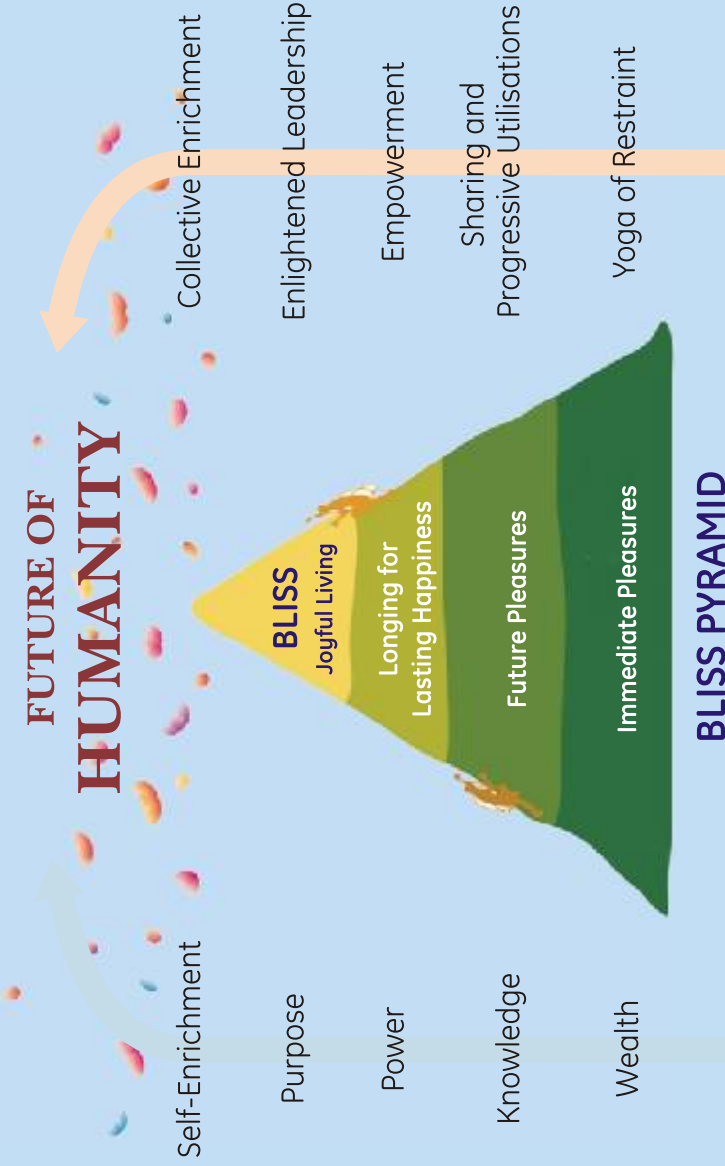 FUTURE OF
HUMANITY
Self-Enrichment
Collective Enrichment
Purpose
BLISS
Joyful Living
Enlightened Leadership
Power
Longing for
Lasting Happiness
Empowerment
Knowledge
Future Pleasures
Sharing and
Progressive Utilisations
Wealth
Immediate Pleasures
Yoga of Restraint
BLISS PYRAMID